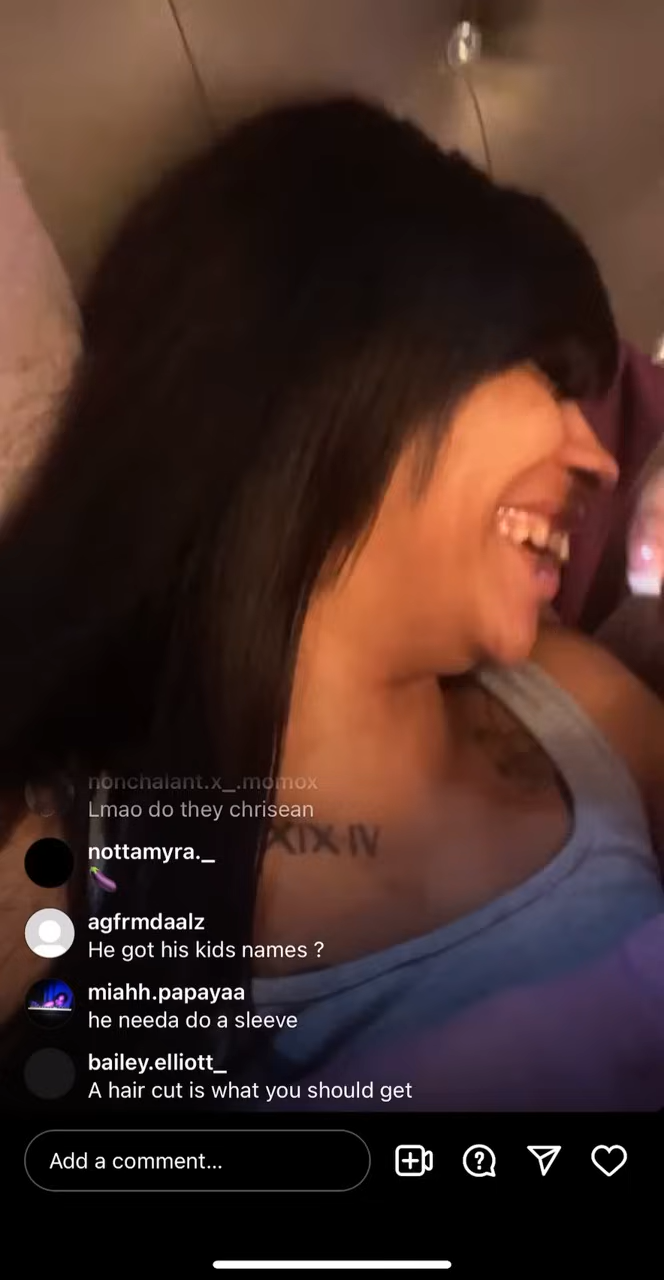 nonchalant.x_.momox
Lmao do they chrisean
XIX·IV
nottamyra._
🍆
agfrmdaalz
He got his kids names ?
miahh.papayaa
he needa do a sleeve
bailey.elliott_
A hair cut is what you should get
Add a comment...